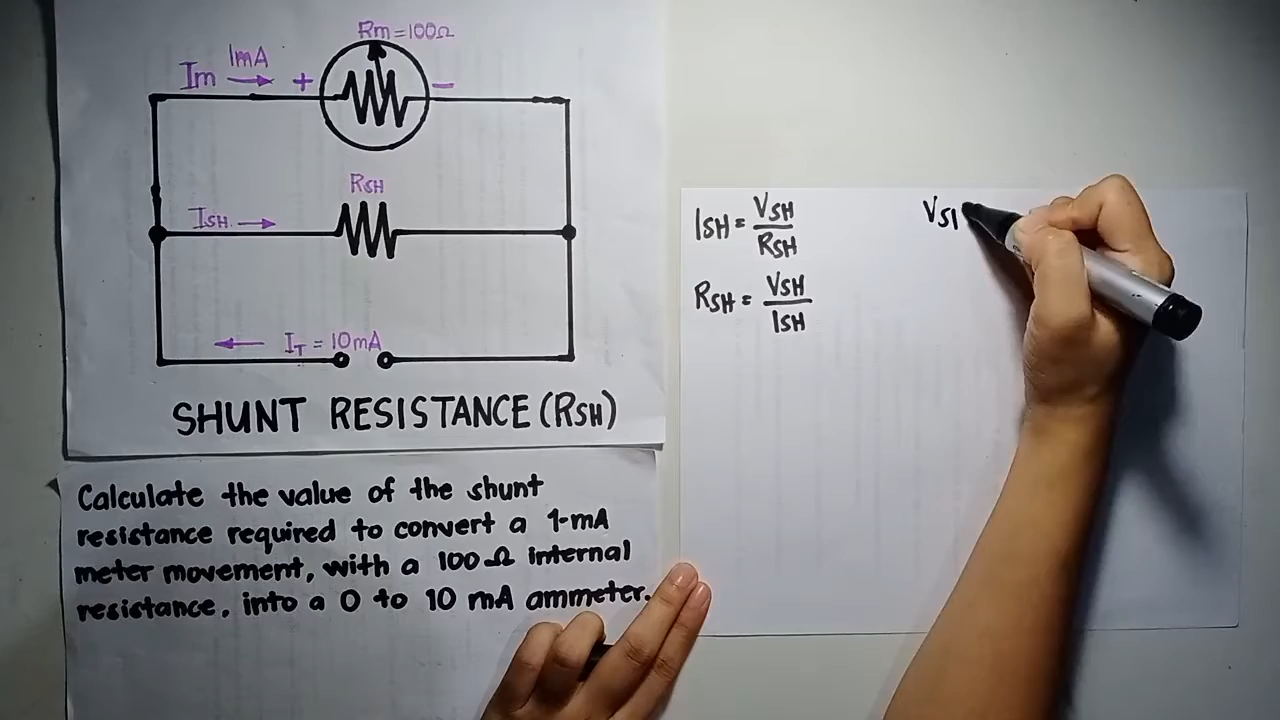 Rm = 100Ω
1mA
Im
+
−
RSH
ISH
IT = 10mA
SHUNT RESISTANCE (RSH)
Calculate the value of the shunt
resistance required to convert a 1-mA
meter movement, with a 100Ω internal
resistance, into a 0 to 10 mA ammeter.
ISH = VSH / RSH
RSH = VSH / ISH
VS